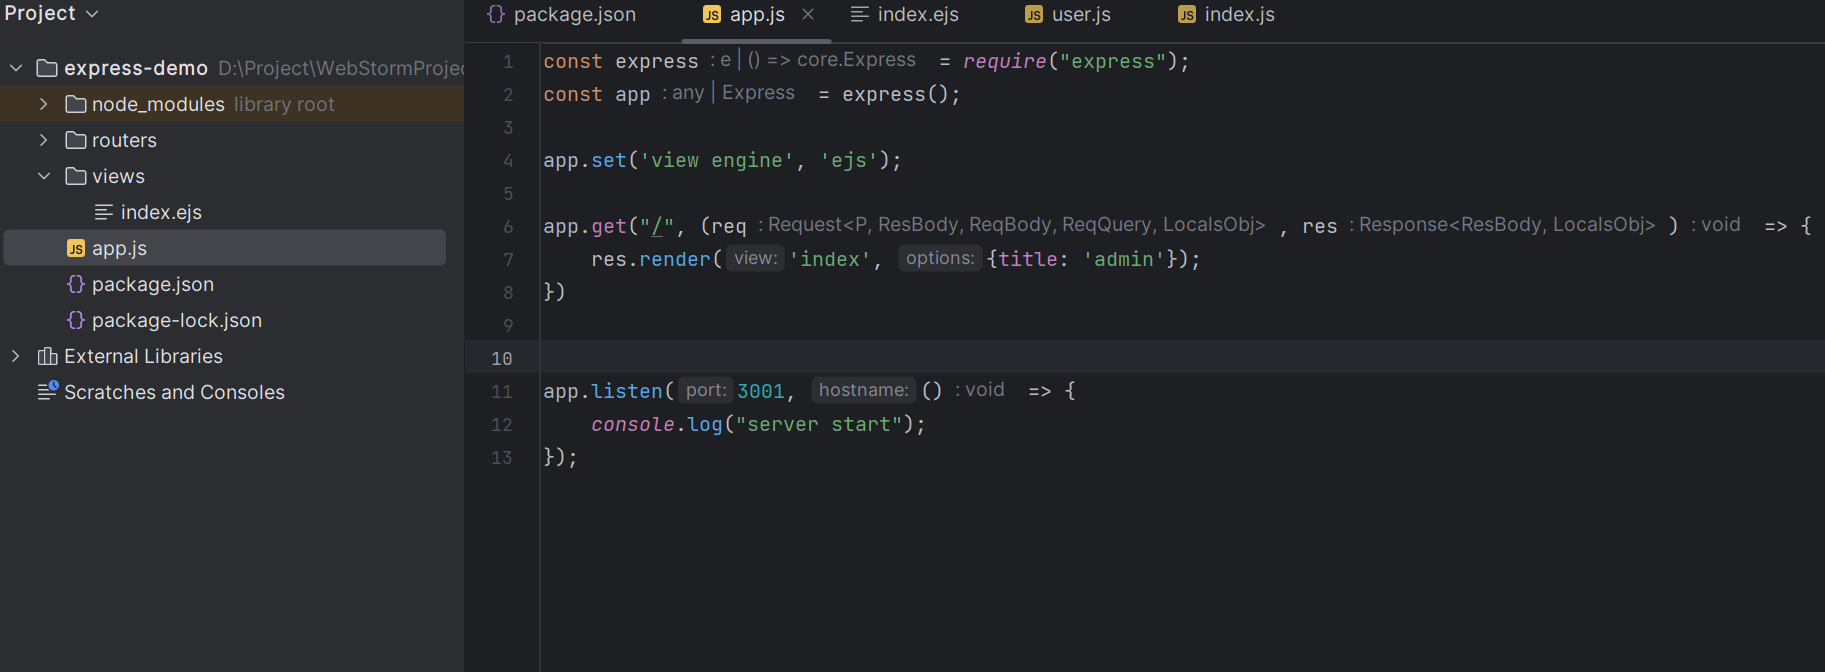 Project
express-demo D:\Project\WebStormProjec
node_modules library root
routers
views
index.ejs
JS app.js
{} package.json
{} package-lock.json
External Libraries
Scratches and Consoles
{} package.json JS app.js × index.ejs JS user.js JS index.js
1 const express : e | () => core.Express = require("express");
2 const app : any | Express = express();
3
4 app.set('view engine', 'ejs');
5
6 app.get("/", (req : Request<P, ResBody, ReqBody, ReqQuery, LocalsObj> , res : Response<ResBody, LocalsObj> ) : void => {
7 res.render( view: 'index', options: {title: 'admin'});
8 })
9
10
11 app.listen( port: 3001, hostname: () : void => {
12 console.log("server start");
13 });